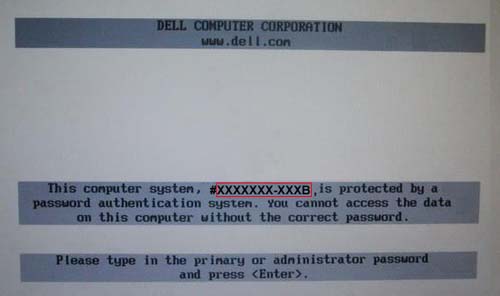 DELL COMPUTER CORPORATION
www.dell.com
This computer system, #XXXXXXX-XXXB, is protected by a
password authentication system. You cannot access the data
on this computer without the correct password.
Please type in the primary or administrator password
and press <Enter>.